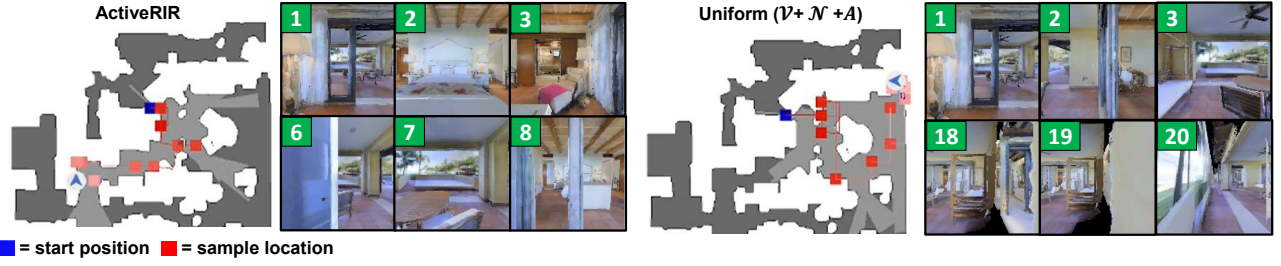 ActiveRIR
1 2 3
6 7 8
= start position = sample location
Uniform (𝒱+ 𝒩 +A)
1 2 3
18 19 20